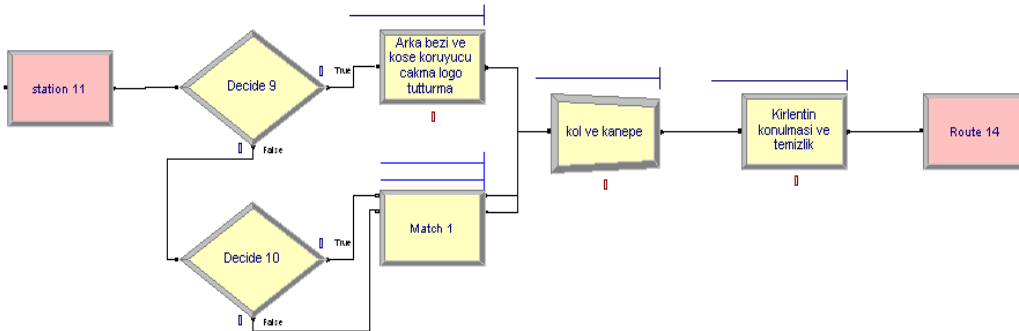 station 11
Decide 9
True
False
Arka bezi ve
kose koruyucu
cakma logo
tutturma
Decide 10
True
False
Match 1
kol ve kanepe
Kirlentin
konulmasi ve
temizlik
Route 14